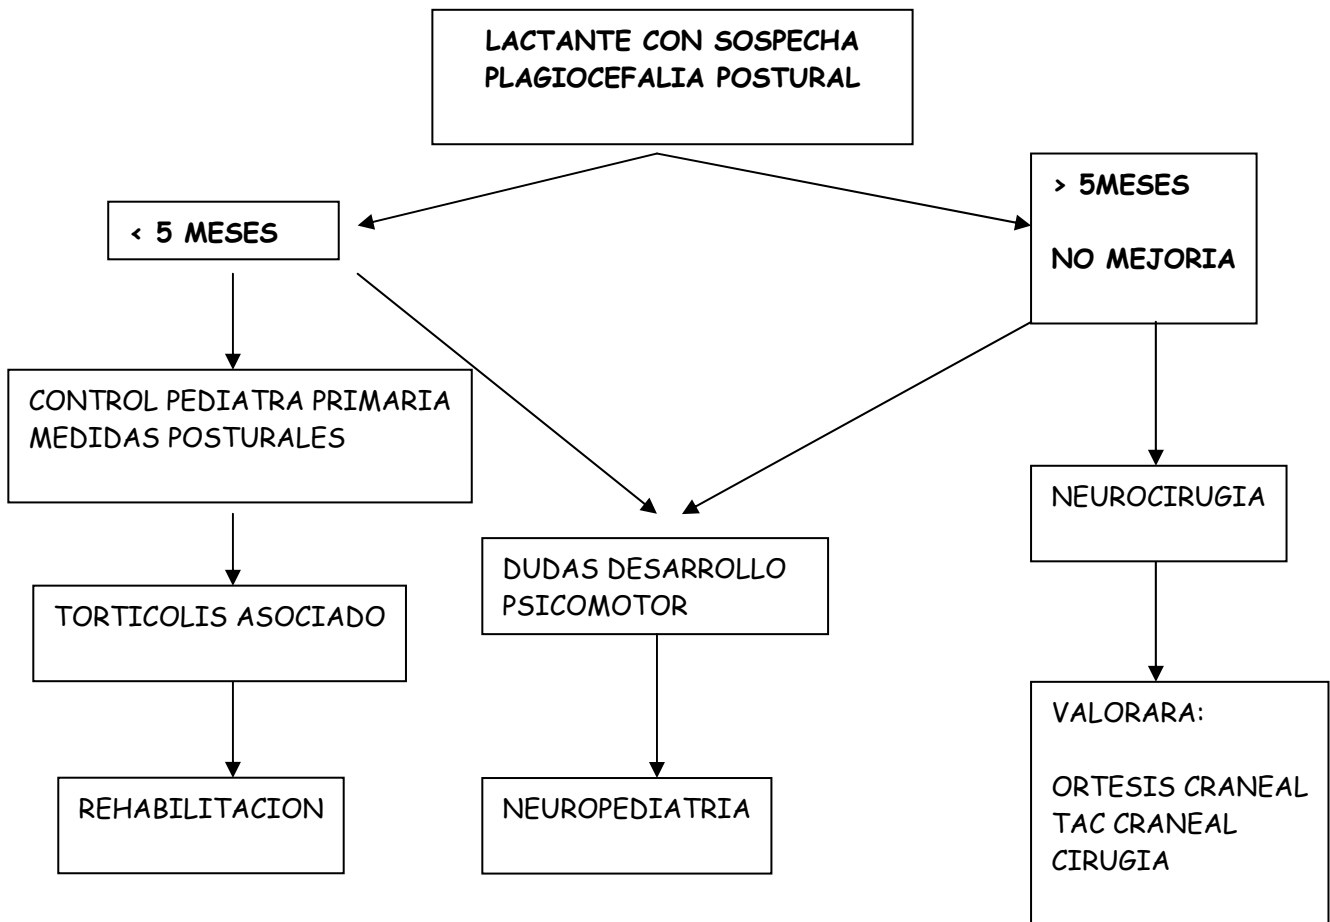 LACTANTE CON SOSPECHA
PLAGIOCEFALIA POSTURAL
< 5 MESES
> 5MESES
NO MEJORIA
CONTROL PEDIATRA PRIMARIA
MEDIDAS POSTURALES
NEUROCIRUGIA
DUDAS DESARROLLO
PSICOMOTOR
TORTICOLIS ASOCIADO
VALORARA:
ORTESIS CRANEAL
TAC CRANEAL
CIRUGIA
REHABILITACION
NEUROPEDIATRIA